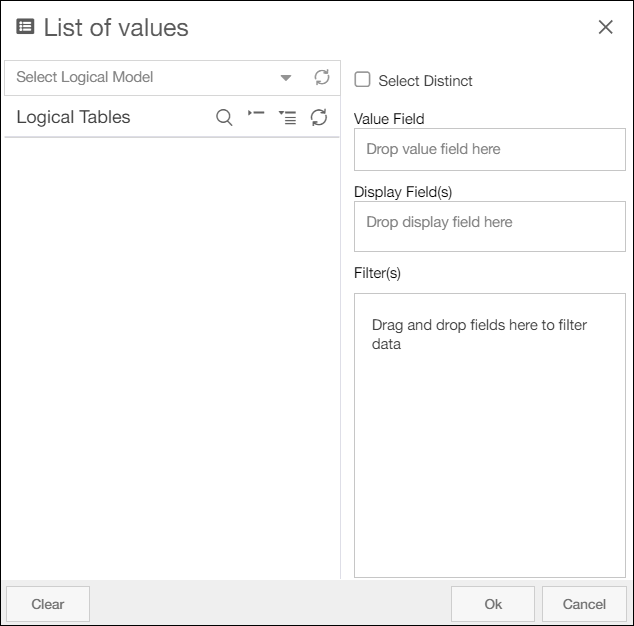 List of values
Select Logical Model
Logical Tables
Select Distinct
Value Field
Drop value field here
Display Field(s)
Drop display field here
Filter(s)
Drag and drop fields here to filter
data
Clear
Ok
Cancel